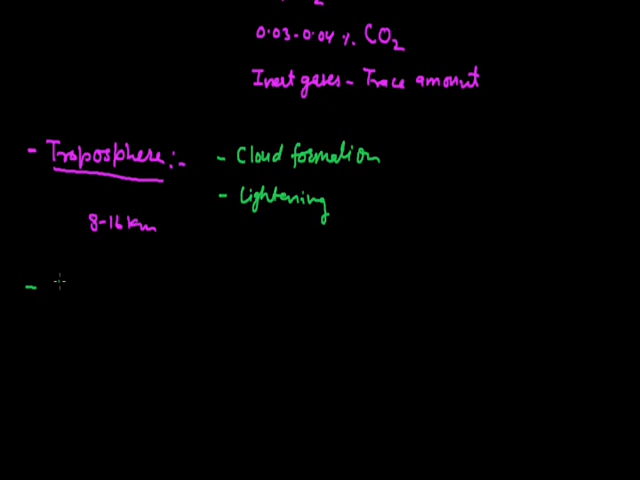 0.03-0.04 %. CO2
Inert gases - Trace amount
- Troposphere :-
- Cloud formation
- Lightening
8-16 km
-